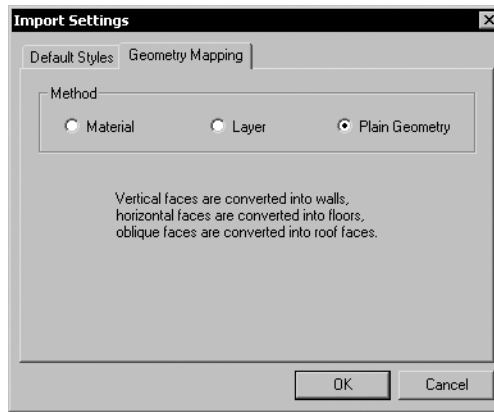 Import Settings
Default Styles Geometry Mapping
Method
Material Layer Plain Geometry
Vertical faces are converted into walls,
horizontal faces are converted into floors,
oblique faces are converted into roof faces.
OK Cancel